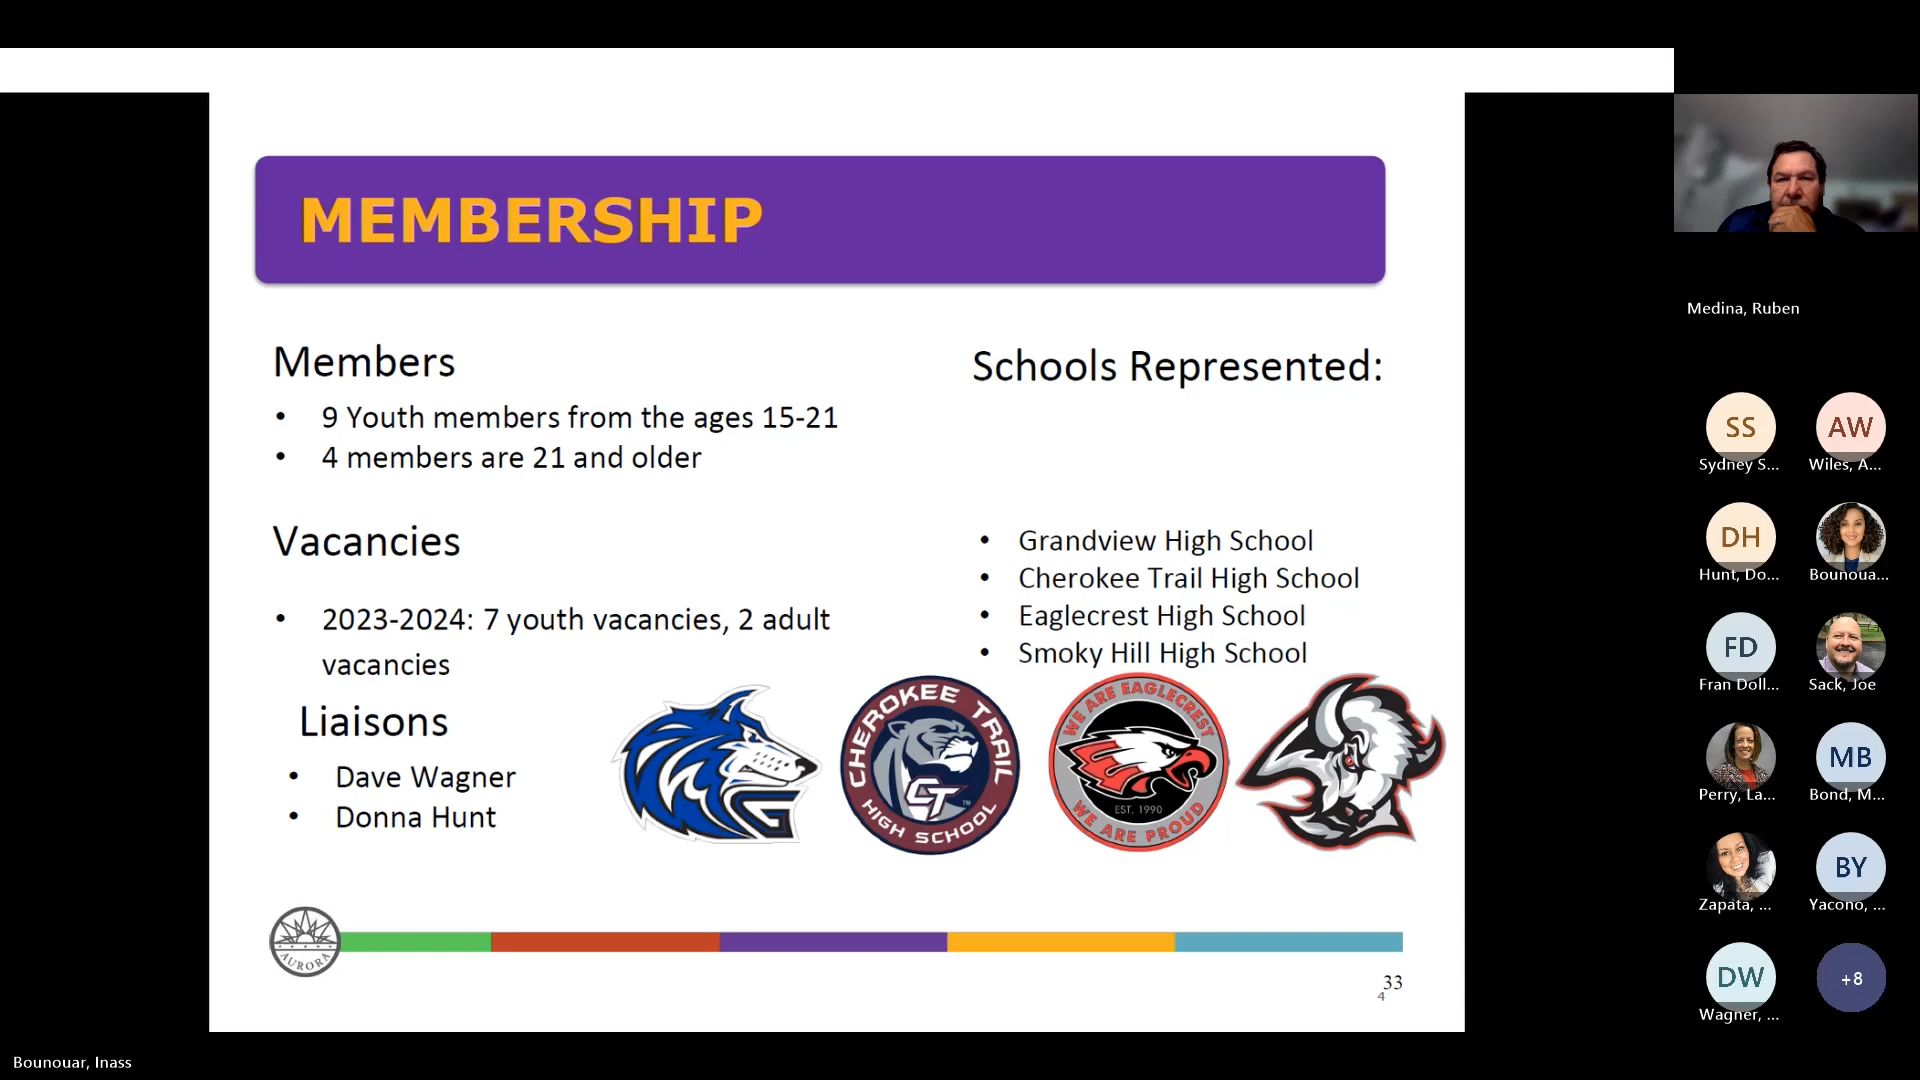 MEMBERSHIP
Members
• 9 Youth members from the ages 15-21
• 4 members are 21 and older
Vacancies
• 2023-2024: 7 youth vacancies, 2 adult
vacancies
Liaisons
• Dave Wagner
• Donna Hunt
Schools Represented:
• Grandview High School
• Cherokee Trail High School
• Eaglecrest High School
• Smoky Hill High School
G
CHEROKEE TRAIL
CT
TM
HIGH SCHOOL
WE ARE EAGLECREST
EST. 1990
WE ARE PROUD
AURORA
33
4
Medina, Ruben
SS
AW
Sydney S...
Wiles, A...
DH
Hunt, Do...
Bounoua...
FD
Fran Doll...
Sack, Joe
MB
Perry, La...
Bond, M...
BY
Zapata, ...
Yacono, ...
DW
+8
Wagner, ...
Bounouar, Inass